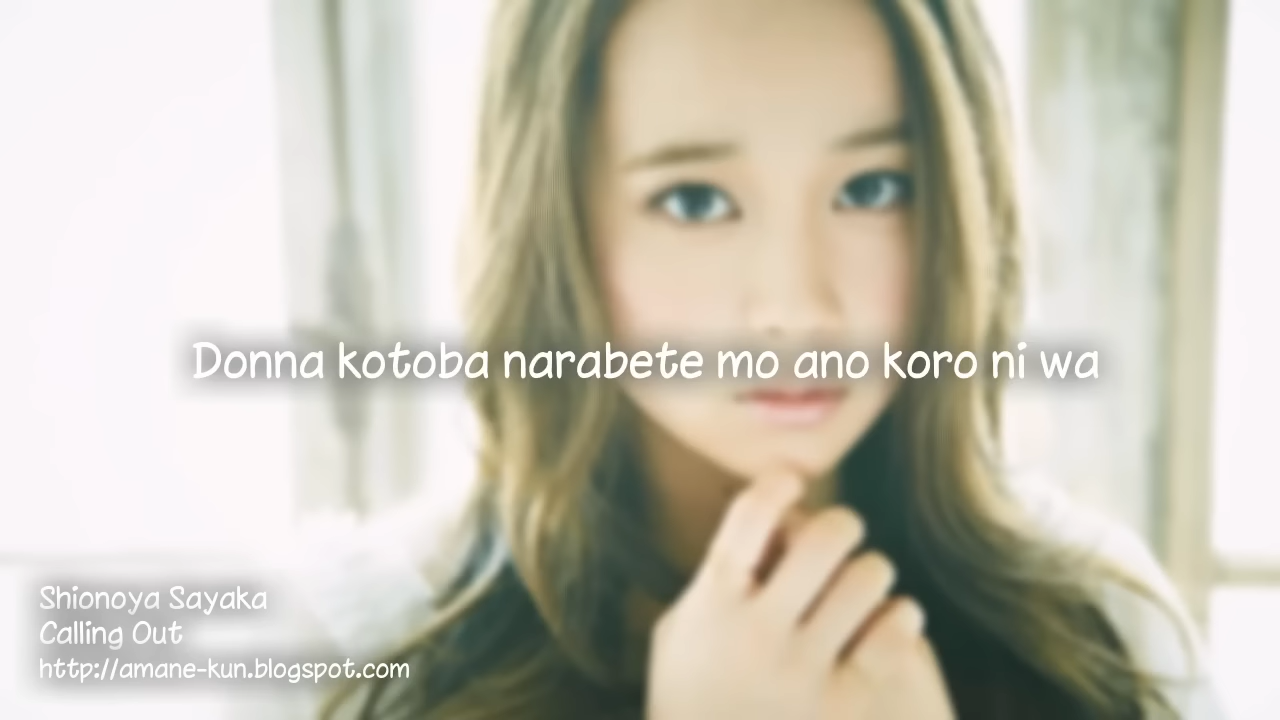 Donna kotoba narabete mo ano koro ni wa
Shionoya Sayaka
Calling Out
http://amane-kun.blogspot.com